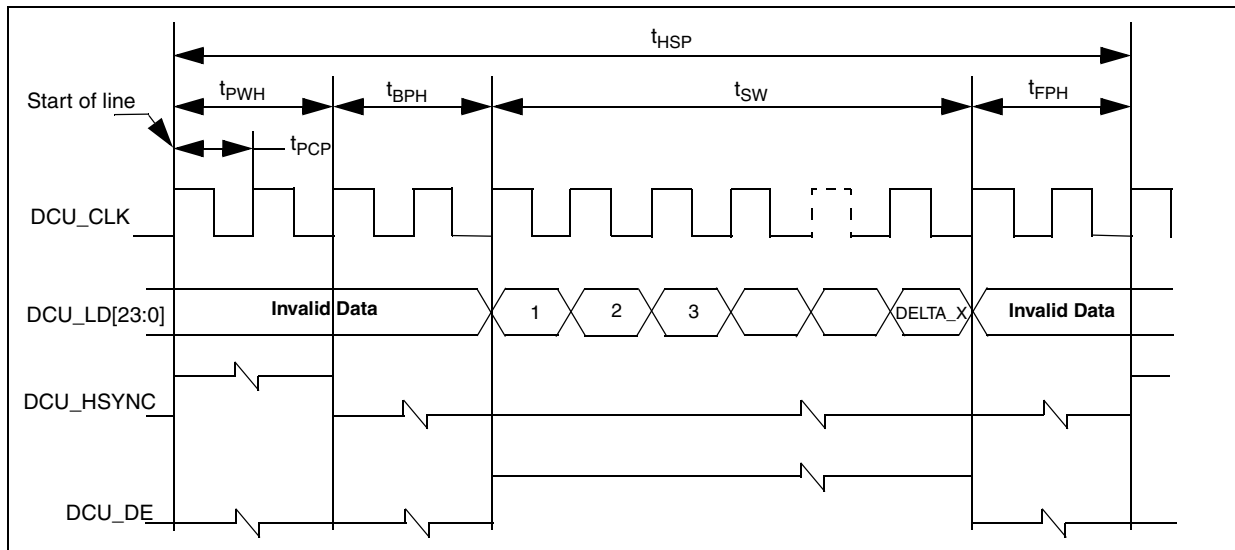 tHSP
tPWH tBPH tSW tFPH
Start of line
tPCP
DCU_CLK
DCU_LD[23:0] Invalid Data 1 2 3 DELTA_X Invalid Data
DCU_HSYNC
DCU_DE